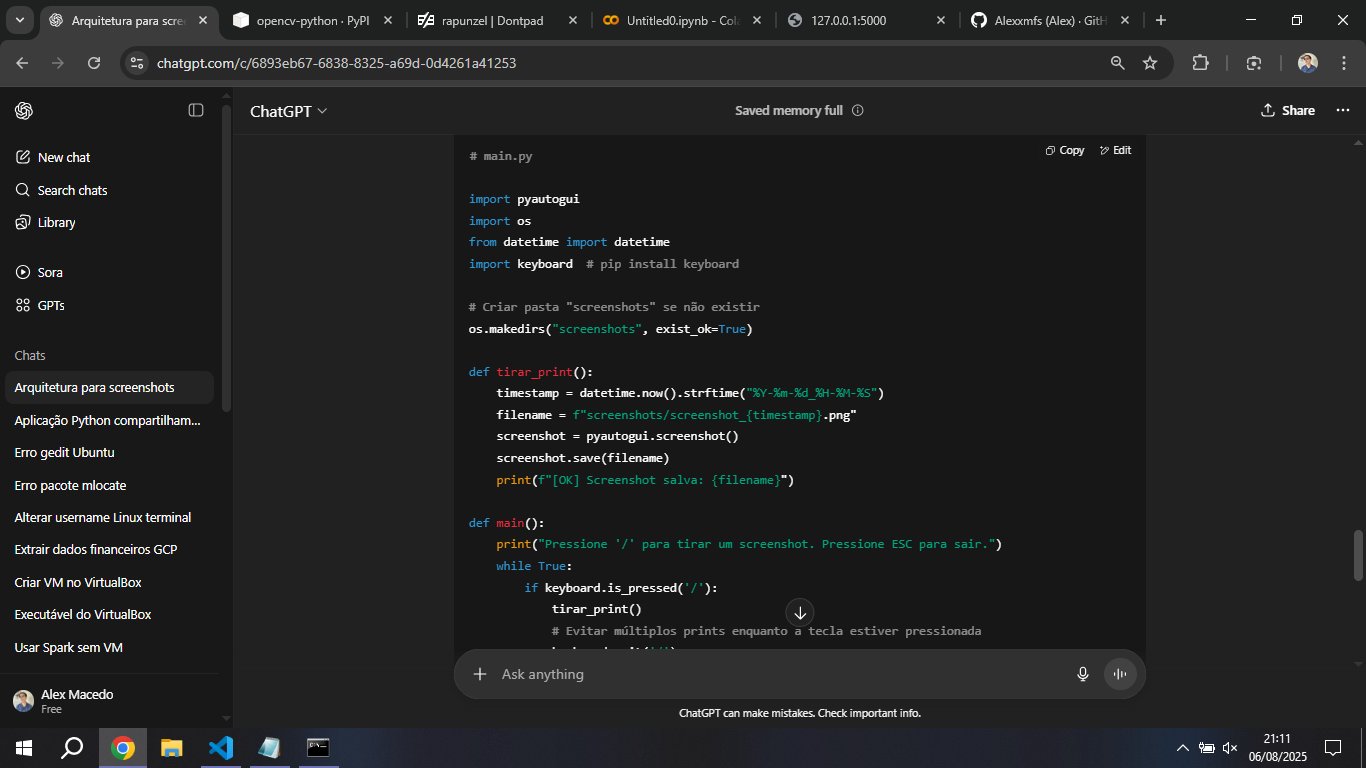 Arquitetura para scree
opencv-python · PyPI
rapunzel | Dontpad
Untitled0.ipynb - Cola
127.0.0.1:5000
Alexxmfs (Alex) · GitH
chatgpt.com/c/6893eb67-6838-8325-a69d-0d4261a41253
ChatGPT
Saved memory full
Share
New chat
Search chats
Library
Sora
GPTs
Chats
Arquitetura para screenshots
Aplicação Python compartilham...
Erro gedit Ubuntu
Erro pacote mlocate
Alterar username Linux terminal
Extrair dados financeiros GCP
Criar VM no VirtualBox
Executável do VirtualBox
Usar Spark sem VM
Alex Macedo
Free
Copy
Edit
# main.py
import pyautogui
import os
from datetime import datetime
import keyboard  # pip install keyboard
# Criar pasta "screenshots" se não existir
os.makedirs("screenshots", exist_ok=True)
def tirar_print():
    timestamp = datetime.now().strftime("%Y-%m-%d_%H-%M-%S")
    filename = f"screenshots/screenshot_{timestamp}.png"
    screenshot = pyautogui.screenshot()
    screenshot.save(filename)
    print(f"[OK] Screenshot salva: {filename}")
def main():
    print("Pressione '/' para tirar um screenshot. Pressione ESC para sair.")
    while True:
        if keyboard.is_pressed('/'):
            tirar_print()
            # Evitar múltiplos prints enquanto a tecla estiver pressionada
Ask anything
ChatGPT can make mistakes. Check important info.
21:11
06/08/2025